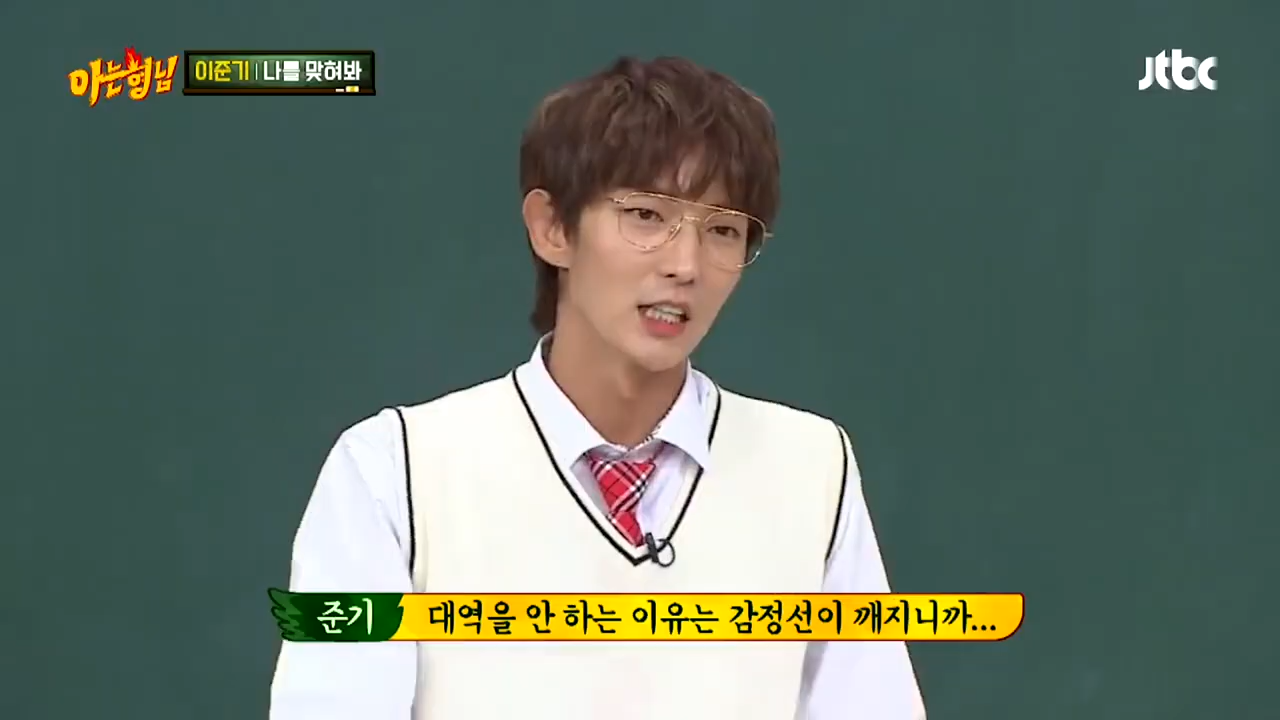 아는형님
이준기 | 나를 맞혀봐
jtbc
준기
대역을 안 하는 이유는 감정선이 깨지니까...